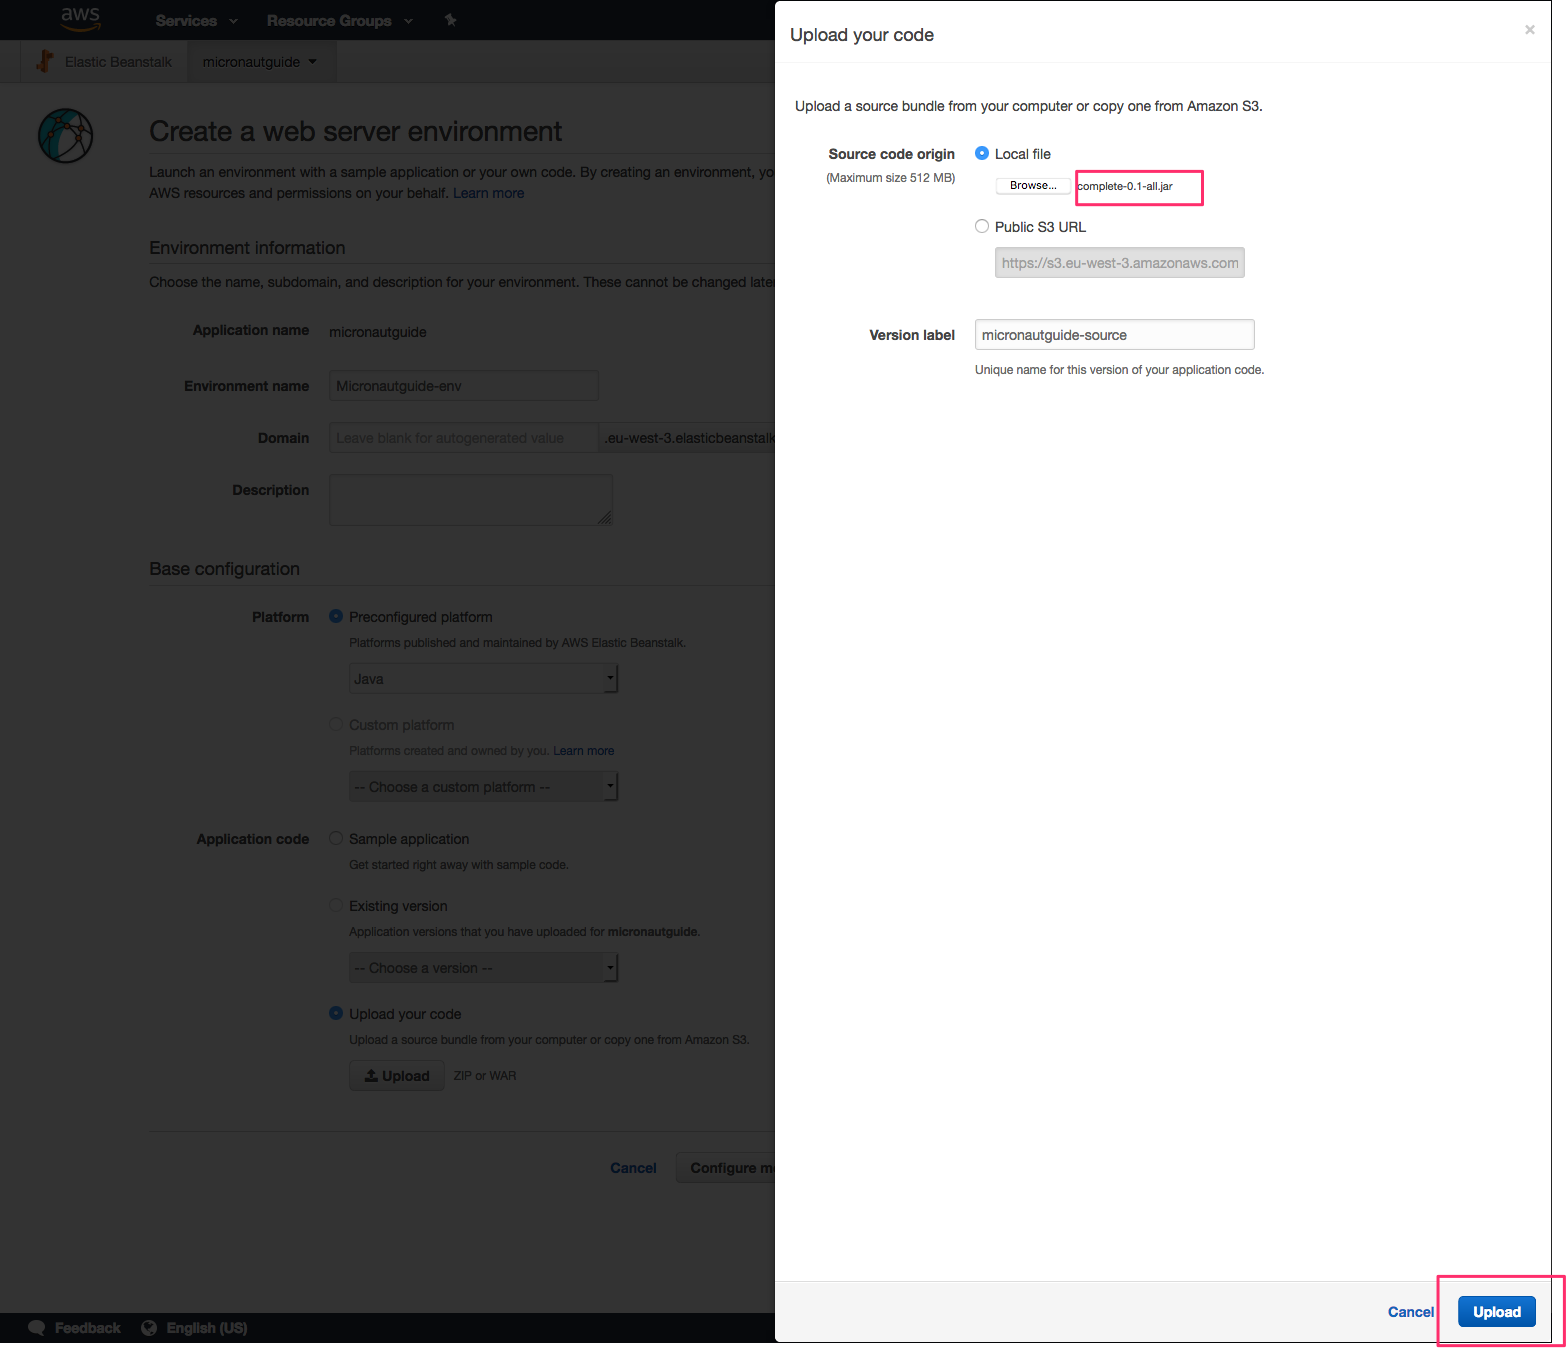 aws Services Resource Groups
Elastic Beanstalk micronautguide
Create a web server environment
Launch an environment with a sample application or your own code. By creating an environment, yo
AWS resources and permissions on your behalf. Learn more
Environment information
Choose the name, subdomain, and description for your environment. These cannot be changed later
Application name micronautguide
Environment name Micronautguide-env
Domain Leave blank for autogenerated value .eu-west-3.elasticbeanstalk
Description
Base configuration
Platform Preconfigured platform
Platforms published and maintained by AWS Elastic Beanstalk.
Java
Custom platform
Platforms created and owned by you. Learn more
-- Choose a custom platform --
Application code Sample application
Get started right away with sample code.
Existing version
Application versions that you have uploaded for micronautguide.
-- Choose a version --
Upload your code
Upload a source bundle from your computer or copy one from Amazon S3.
Upload ZIP or WAR
Cancel Configure m
Feedback English (US)
Upload your code ×
Upload a source bundle from your computer or copy one from Amazon S3.
Source code origin Local file
(Maximum size 512 MB)
Browse... complete-0.1-all.jar
Public S3 URL
https://s3.eu-west-3.amazonaws.com
Version label micronautguide-source
Unique name for this version of your application code.
Cancel Upload